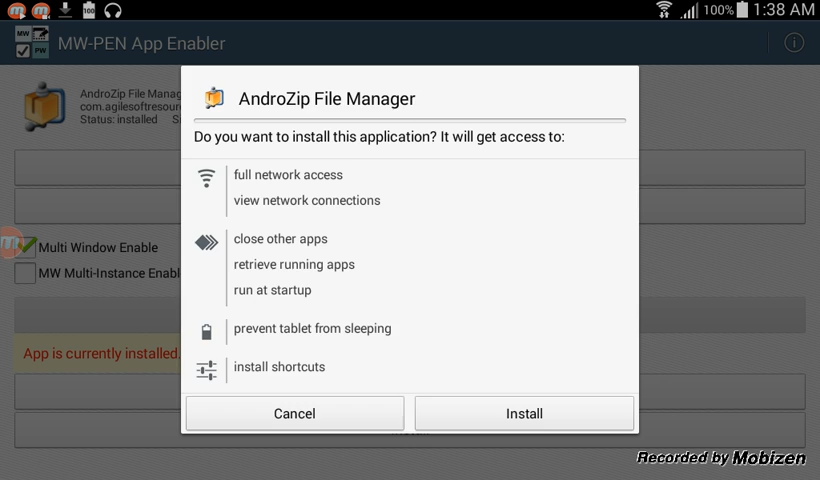 100 100% 1:38 AM
MW PW MW-PEN App Enabler
AndroZip File Manag
com.agilesoftresour
Status: installed
AndroZip File Manager
Do you want to install this application? It will get access to:
full network access
view network connections
close other apps
retrieve running apps
run at startup
prevent tablet from sleeping
install shortcuts
Cancel Install
Multi Window Enable
MW Multi-Instance Enabl
App is currently installed.
Recorded by Mobizen